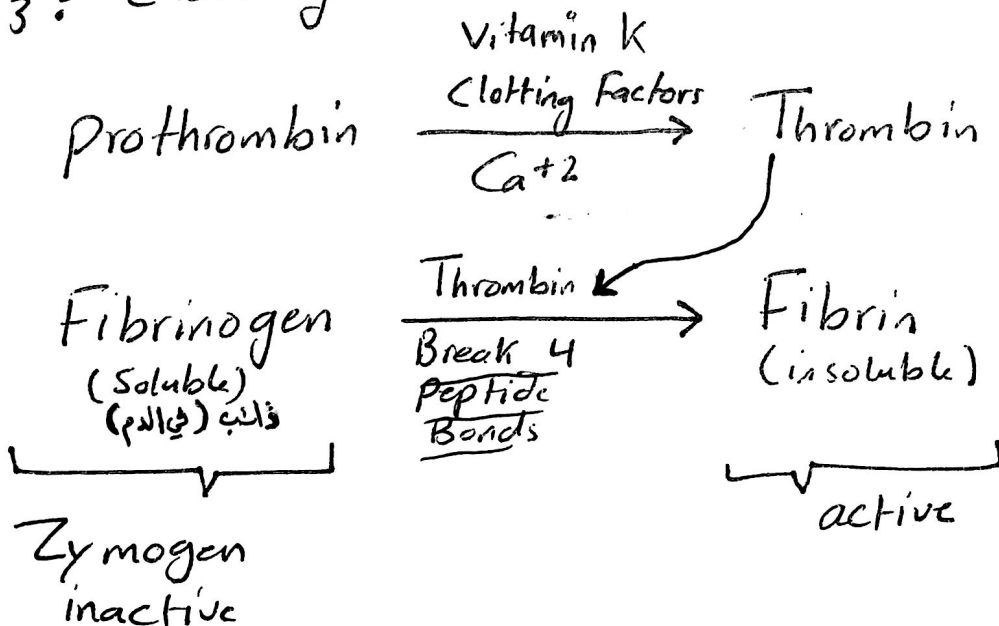 3:
Vitamin K
Clotting Factors
Prothrombin
Thrombin
Ca+2
Thrombin
Fibrinogen
Fibrin
(Soluble)
(insoluble)
ذائب (في الدم)
Break 4
Peptide
Bonds
active
Zymogen
inactive